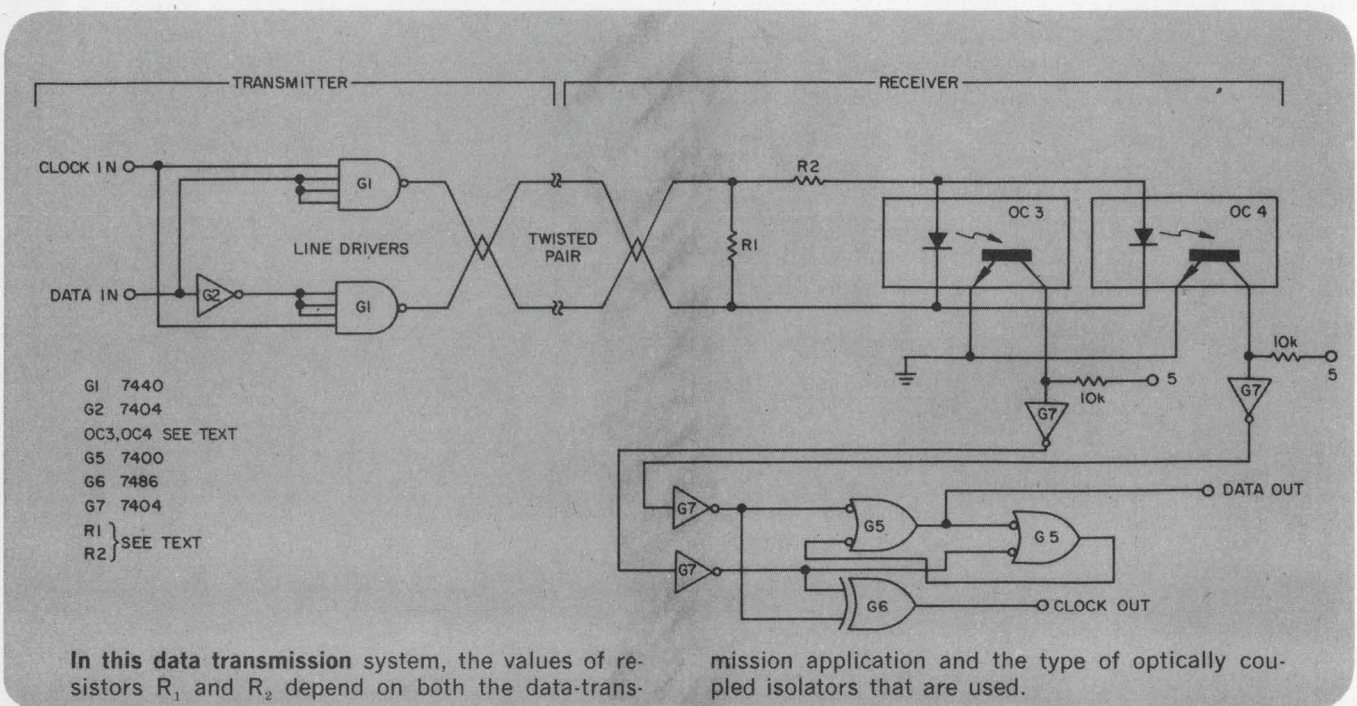 TRANSMITTER
RECEIVER
CLOCK IN
G1
R2
OC 3
OC 4
LINE DRIVERS
TWISTED
PAIR
R1
DATA IN
G2
G1
10k
5
10k
5
G7
G7
G1 7440
G2 7404
OC3,OC4 SEE TEXT
G5 7400
G6 7486
G7 7404
R1
R2 } SEE TEXT
G7
G5
DATA OUT
G5
G7
G6
CLOCK OUT
In this data transmission system, the values of re-
sistors R₁ and R₂ depend on both the data-trans-
mission application and the type of optically cou-
pled isolators that are used.